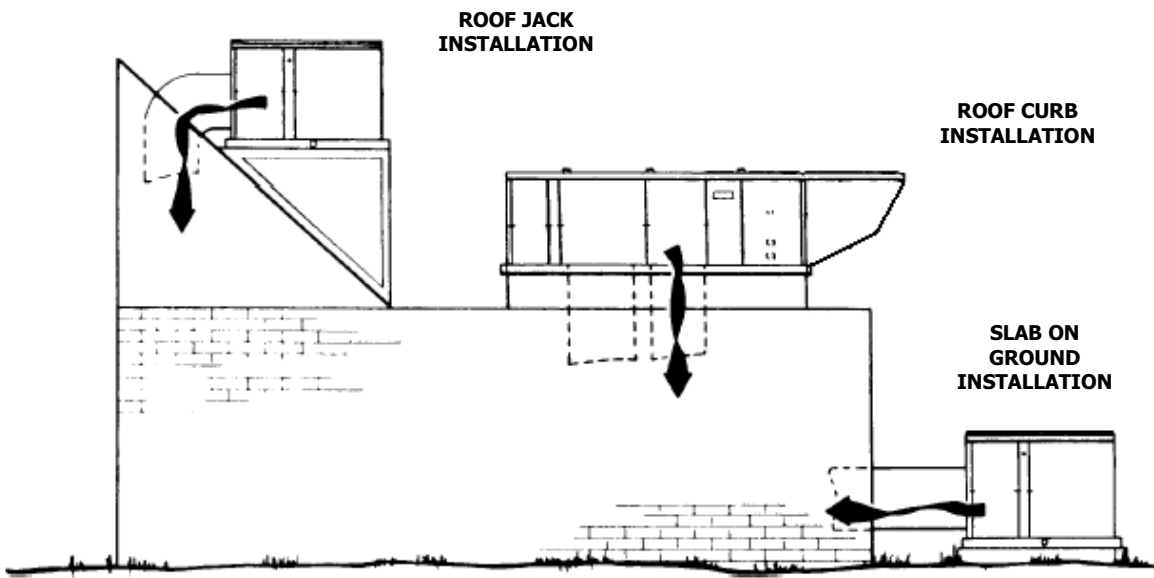 ROOF JACK
INSTALLATION
ROOF CURB
INSTALLATION
SLAB ON
GROUND
INSTALLATION